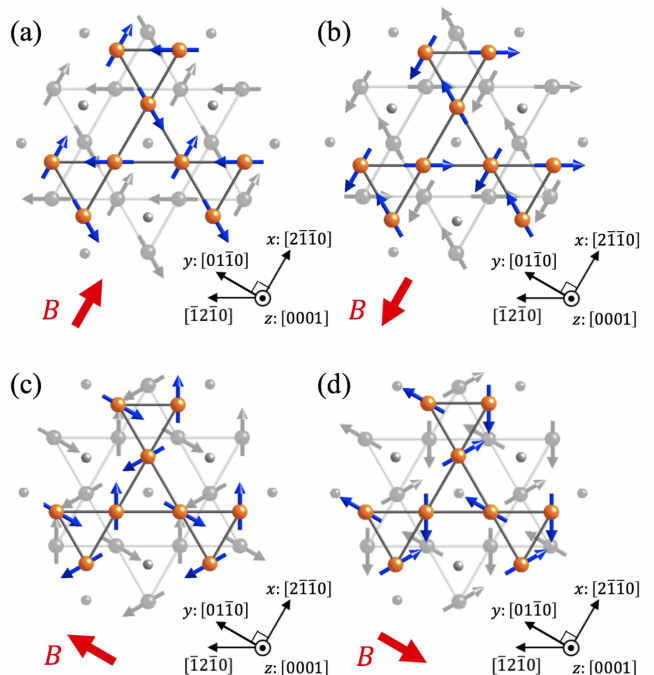 (a)
(b)
x: [21̅1̅0]
y: [011̅0]
B
[1̅21̅0]
z: [0001]
x: [21̅1̅0]
y: [011̅0]
B
[1̅21̅0]
z: [0001]
(c)
(d)
x: [21̅1̅0]
y: [011̅0]
B
[1̅21̅0]
z: [0001]
x: [21̅1̅0]
y: [011̅0]
B
[1̅21̅0]
z: [0001]